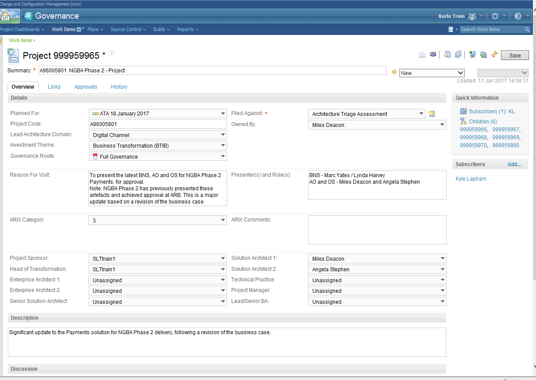 Change and Configuration Management (/ccm)
Governance
Karla Train
Project Dashboards
Work Items
Plans
Source Control
Builds
Reports
Search Work Items
Work Items >
Project 999959965 *
Loaded: 11 Jan 2017 14:58:31
Summary: * A96005801 NGBA Phase 2 - Project
New
Save
Overview
Links
Approvals
History
Details
Planned For: ATA 18 January 2017
Project Code: A96005801
Lead Architecture Domain: Digital Channel
Investment Theme: Business Transformation (BTIB)
Governance Route: Full Governance
Filed Against: * Architecture Triage Assessment
Owned By: Miles Deacon
Reason For Visit:
To present the latest BNS, AO and OS for NGBA Phase 2
Payments, for approval.
Note: NGBA Phase 2 has previously presented these
artefacts and achieved approval at ARB. This is a major
update based on a revision of the business case.
Presenter(s) and Role(s):
BNS - Marc Yates / Lynda Harvey
AO and OS - Miles Deacon and Angela Stephen
ARIX Category: 3
ARIX Comments:
Project Sponsor: SLTtrain1
Head of Transformation: SLTtrain1
Enterprise Architect 1: Unassigned
Enterprise Architect 2: Unassigned
Senior Solution Architect: Unassigned
Solution Architect 1: Miles Deacon
Solution Architect 2: Angela Stephen
Technical Practice: Unassigned
Project Manager: Unassigned
Lead/Senior BA: Unassigned
Description
Significant update to the Payments solution for NGBA Phase 2 delivery, following a revision of the business case.
Discussion
Quick Information
Subscribers (1): KL
Children (6):
999959966, 999959967,
999959968, 999959969,
999959970, 999959985
Subscribers
Add...
Kyle Lapham